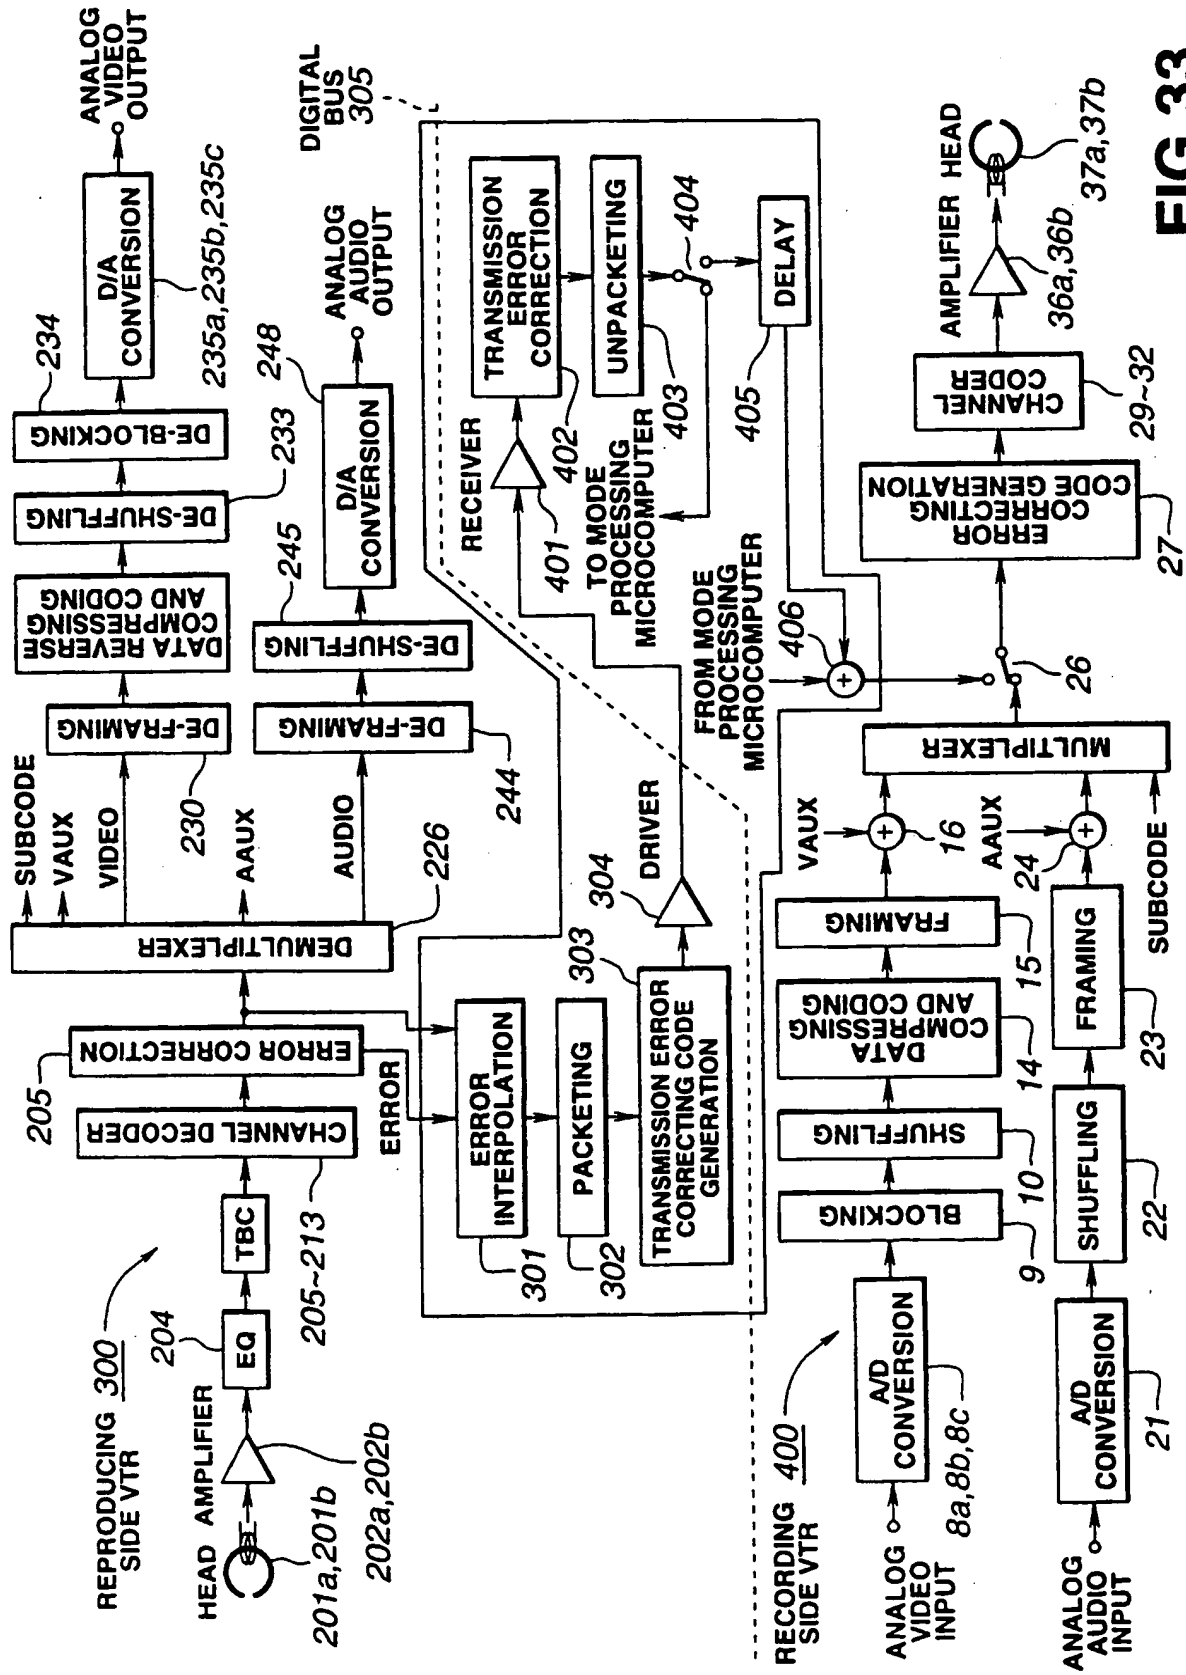 REPRODUCING 300
SIDE VTR
HEAD AMPLIFIER
201a,201b
202a,202b
204
EQ
TBC
205~213
CHANNEL DECODER
205
ERROR CORRECTION
ERROR
DEMULTIPLEXER
226
SUBCODE
VAUX
VIDEO
AAUX
AUDIO
DE-FRAMING
230
DATA REVERSE
COMPRESSING
AND CODING
DE-SHUFFLING
233
DE-BLOCKING
234
D/A
CONVERSION
235a,235b,235c
ANALOG
VIDEO
OUTPUT
DE-FRAMING
244
DE-SHUFFLING
245
D/A
CONVERSION
248
ANALOG
AUDIO
OUTPUT
DIGITAL
BUS
305
ERROR
INTERPOLATION
301
PACKETING
302
TRANSMISSION ERROR
CORRECTING CODE
GENERATION
303
304
DRIVER
RECEIVER
401
TRANSMISSION
ERROR
CORRECTION
402
UNPACKETING
403
404
TO MODE
PROCESSING
MICROCOMPUTER
DELAY
405
FROM MODE
PROCESSING
MICROCOMPUTER
406
+
RECORDING 400
SIDE VTR
ANALOG
VIDEO
INPUT
A/D
CONVERSION
8a,8b,8c
BLOCKING
9
SHUFFLING
10
DATA
COMPRESSING
AND CODING
14
FRAMING
15
VAUX
+
16
ANALOG
AUDIO
INPUT
A/D
CONVERSION
21
SHUFFLING
22
FRAMING
23
AAUX
24
+
SUBCODE
MULTIPLEXER
26
ERROR
CORRECTING
CODE GENERATION
27
CHANNEL
CODER
29~32
AMPLIFIER HEAD
36a,36b
37a,37b
FIG.33